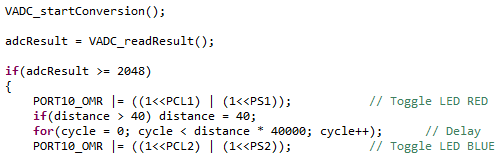 VADC_startConversion();
adcResult = VADC_readResult();
if(adcResult >= 2048)
{
PORT10_OMR |= ((1<<PCL1) | (1<<PS1)); // Toggle LED RED
if(distance > 40) distance = 40;
for(cycle = 0; cycle < distance * 40000; cycle++); // Delay
PORT10_OMR |= ((1<<PCL2) | (1<<PS2)); // Toggle LED BLUE